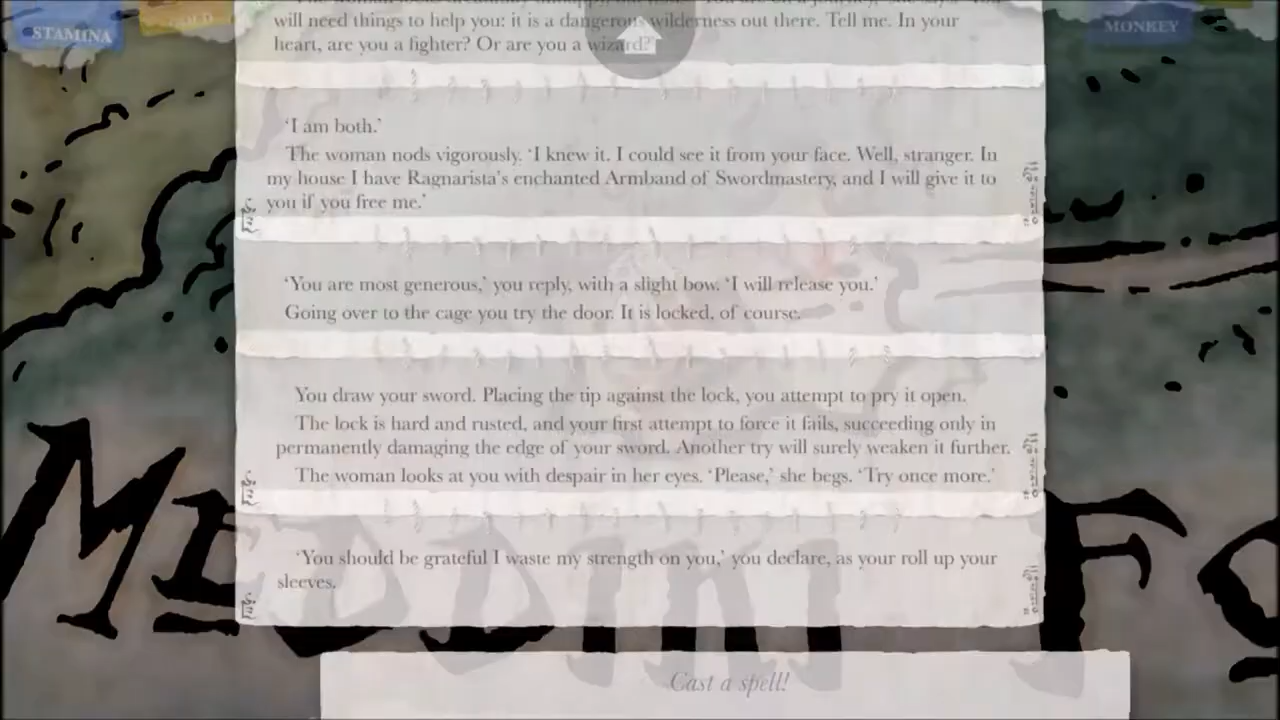 STAMINA
GOLD
MONKEY
will need things to help you: it is a dangerous wilderness out there. Tell me. In your
heart, are you a fighter? Or are you a wizard?'
'I am both.'
The woman nods vigorously. 'I knew it. I could see it from your face. Well, stranger. In
my house I have Ragnarista's enchanted Armband of Swordmastery, and I will give it to
you if you free me.'
'You are most generous,' you reply, with a slight bow. 'I will release you.'
Going over to the cage you try the door. It is locked, of course.
You draw your sword. Placing the tip against the lock, you attempt to pry it open.
The lock is hard and rusted, and your first attempt to force it fails, succeeding only in
permanently damaging the edge of your sword. Another try will surely weaken it further.
The woman looks at you with despair in her eyes. 'Please,' she begs. 'Try once more.'
'You should be grateful I waste my strength on you,' you declare, as your roll up your
sleeves.
Cast a spell!